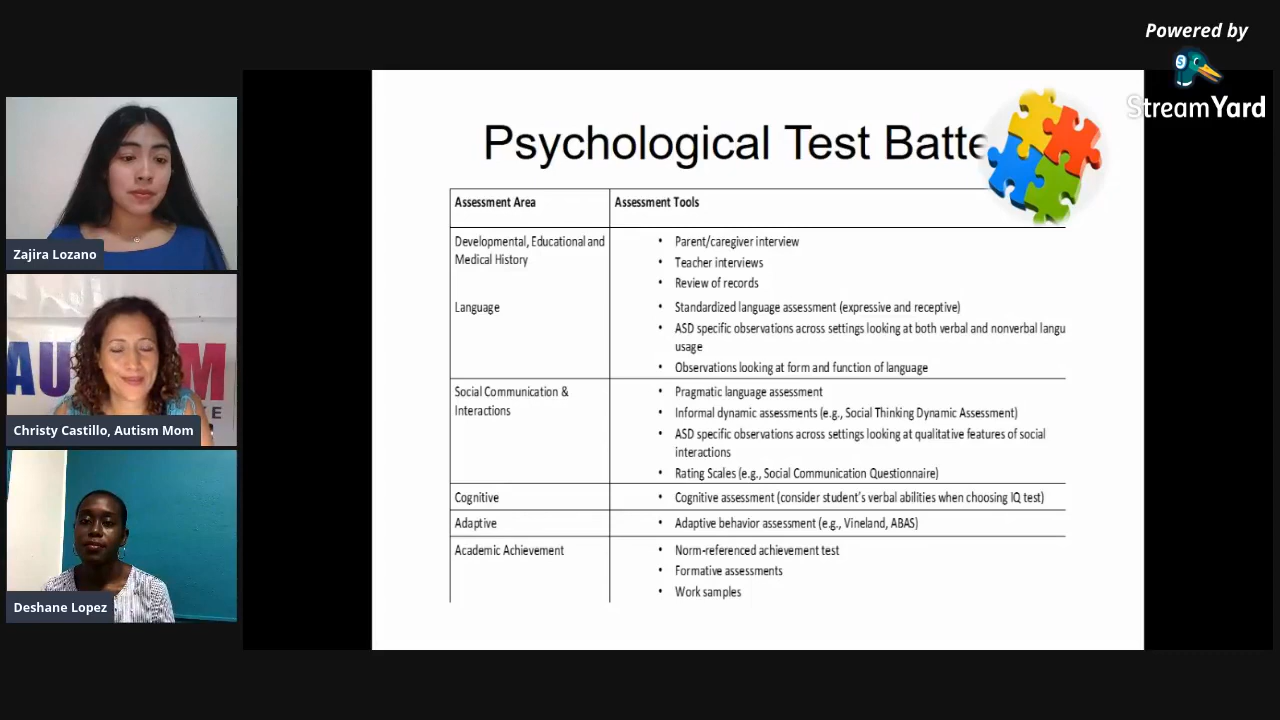 Powered by
StreamYard
Psychological Test Batte
Assessment Area
Assessment Tools
Developmental, Educational and
Medical History
• Parent/caregiver interview
• Teacher interviews
• Review of records
Language
• Standardized language assessment (expressive and receptive)
• ASD specific observations across settings looking at both verbal and nonverbal langu
usage
• Observations looking at form and function of language
Social Communication &
Interactions
• Pragmatic language assessment
• Informal dynamic assessments (e.g., Social Thinking Dynamic Assessment)
• ASD specific observations across settings looking at qualitative features of social
interactions
• Rating Scales (e.g., Social Communication Questionnaire)
Cognitive
• Cognitive assessment (consider student's verbal abilities when choosing IQ test)
Adaptive
• Adaptive behavior assessment (e.g., Vineland, ABAS)
Academic Achievement
• Norm-referenced achievement test
• Formative assessments
• Work samples
Zajira Lozano
AU M
Christy Castillo, Autism Mom
Deshane Lopez